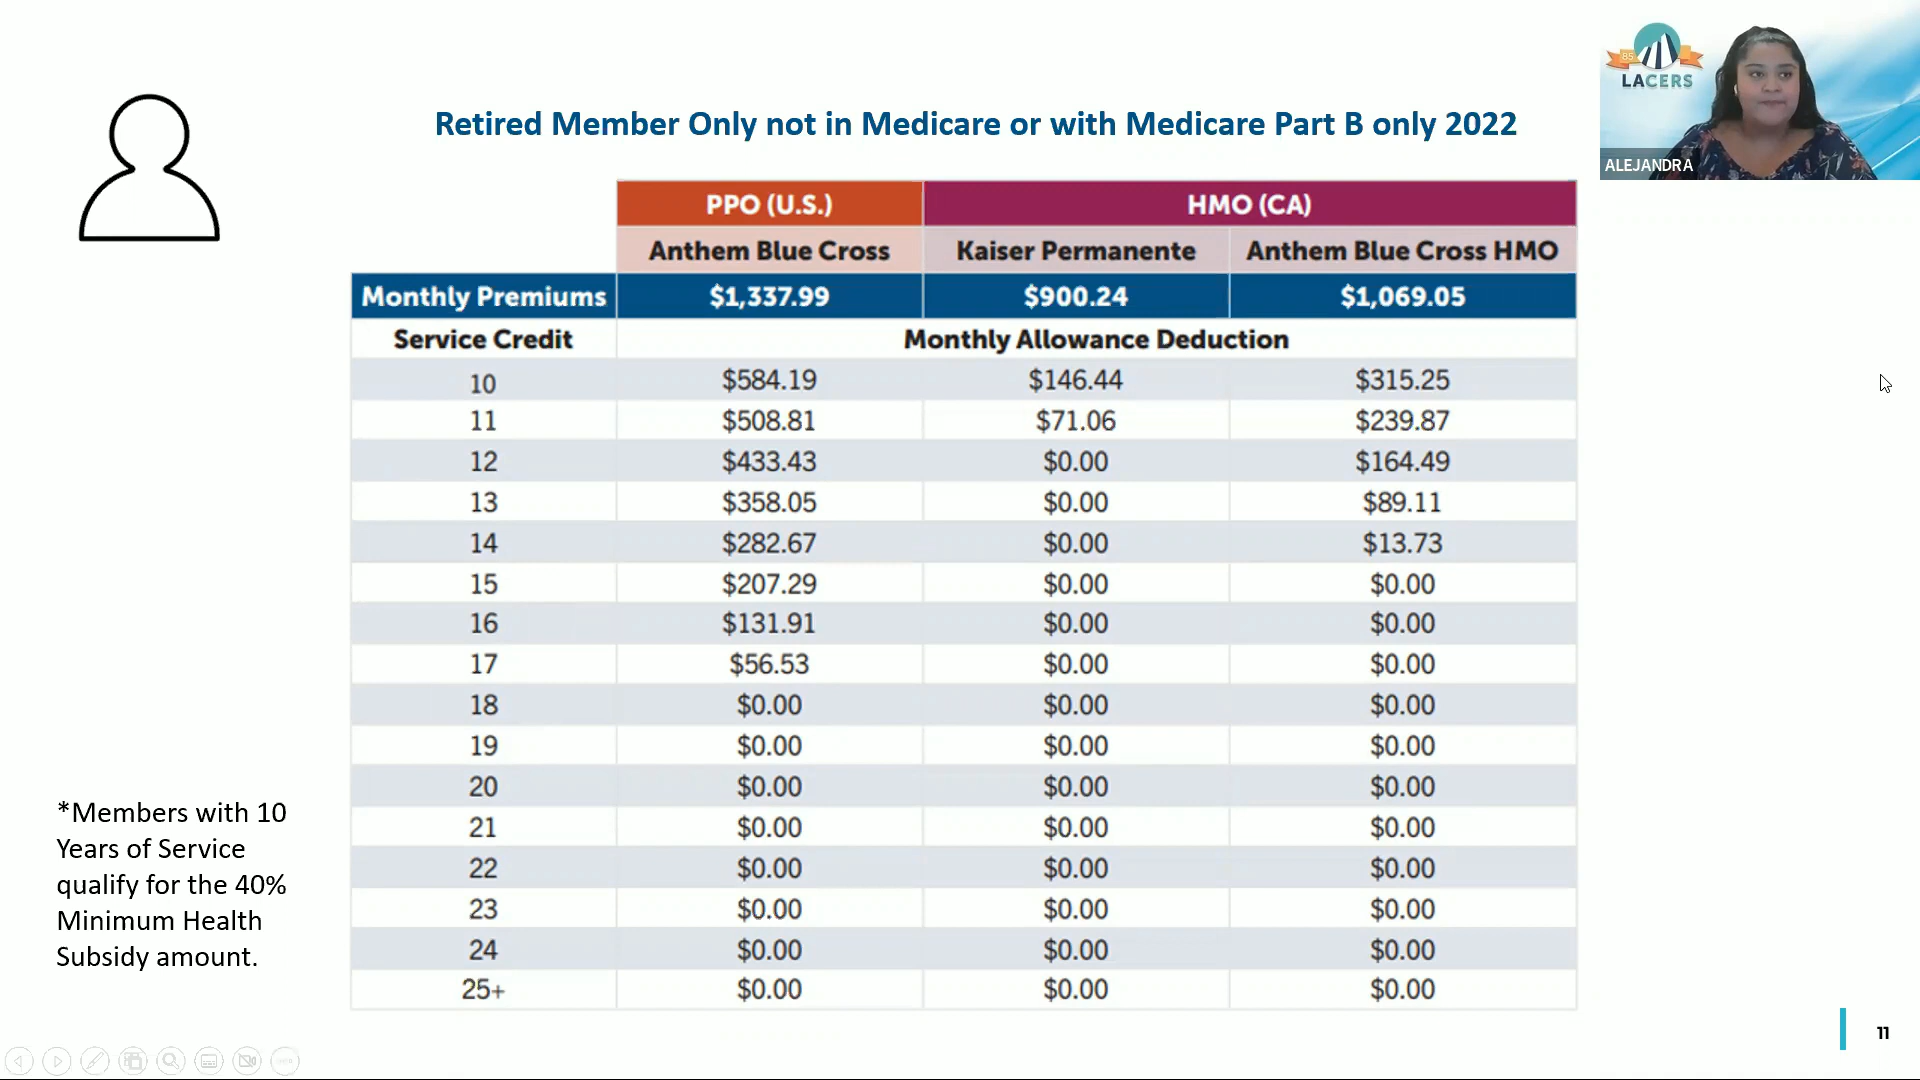 85
LACERS
ALEJANDRA
Retired Member Only not in Medicare or with Medicare Part B only 2022
PPO (U.S.) HMO (CA)
Anthem Blue Cross Kaiser Permanente Anthem Blue Cross HMO
Monthly Premiums $1,337.99 $900.24 $1,069.05
Service Credit Monthly Allowance Deduction
10 $584.19 $146.44 $315.25
11 $508.81 $71.06 $239.87
12 $433.43 $0.00 $164.49
13 $358.05 $0.00 $89.11
14 $282.67 $0.00 $13.73
15 $207.29 $0.00 $0.00
16 $131.91 $0.00 $0.00
17 $56.53 $0.00 $0.00
18 $0.00 $0.00 $0.00
19 $0.00 $0.00 $0.00
20 $0.00 $0.00 $0.00
21 $0.00 $0.00 $0.00
22 $0.00 $0.00 $0.00
23 $0.00 $0.00 $0.00
24 $0.00 $0.00 $0.00
25+ $0.00 $0.00 $0.00
*Members with 10
Years of Service
qualify for the 40%
Minimum Health
Subsidy amount.
11